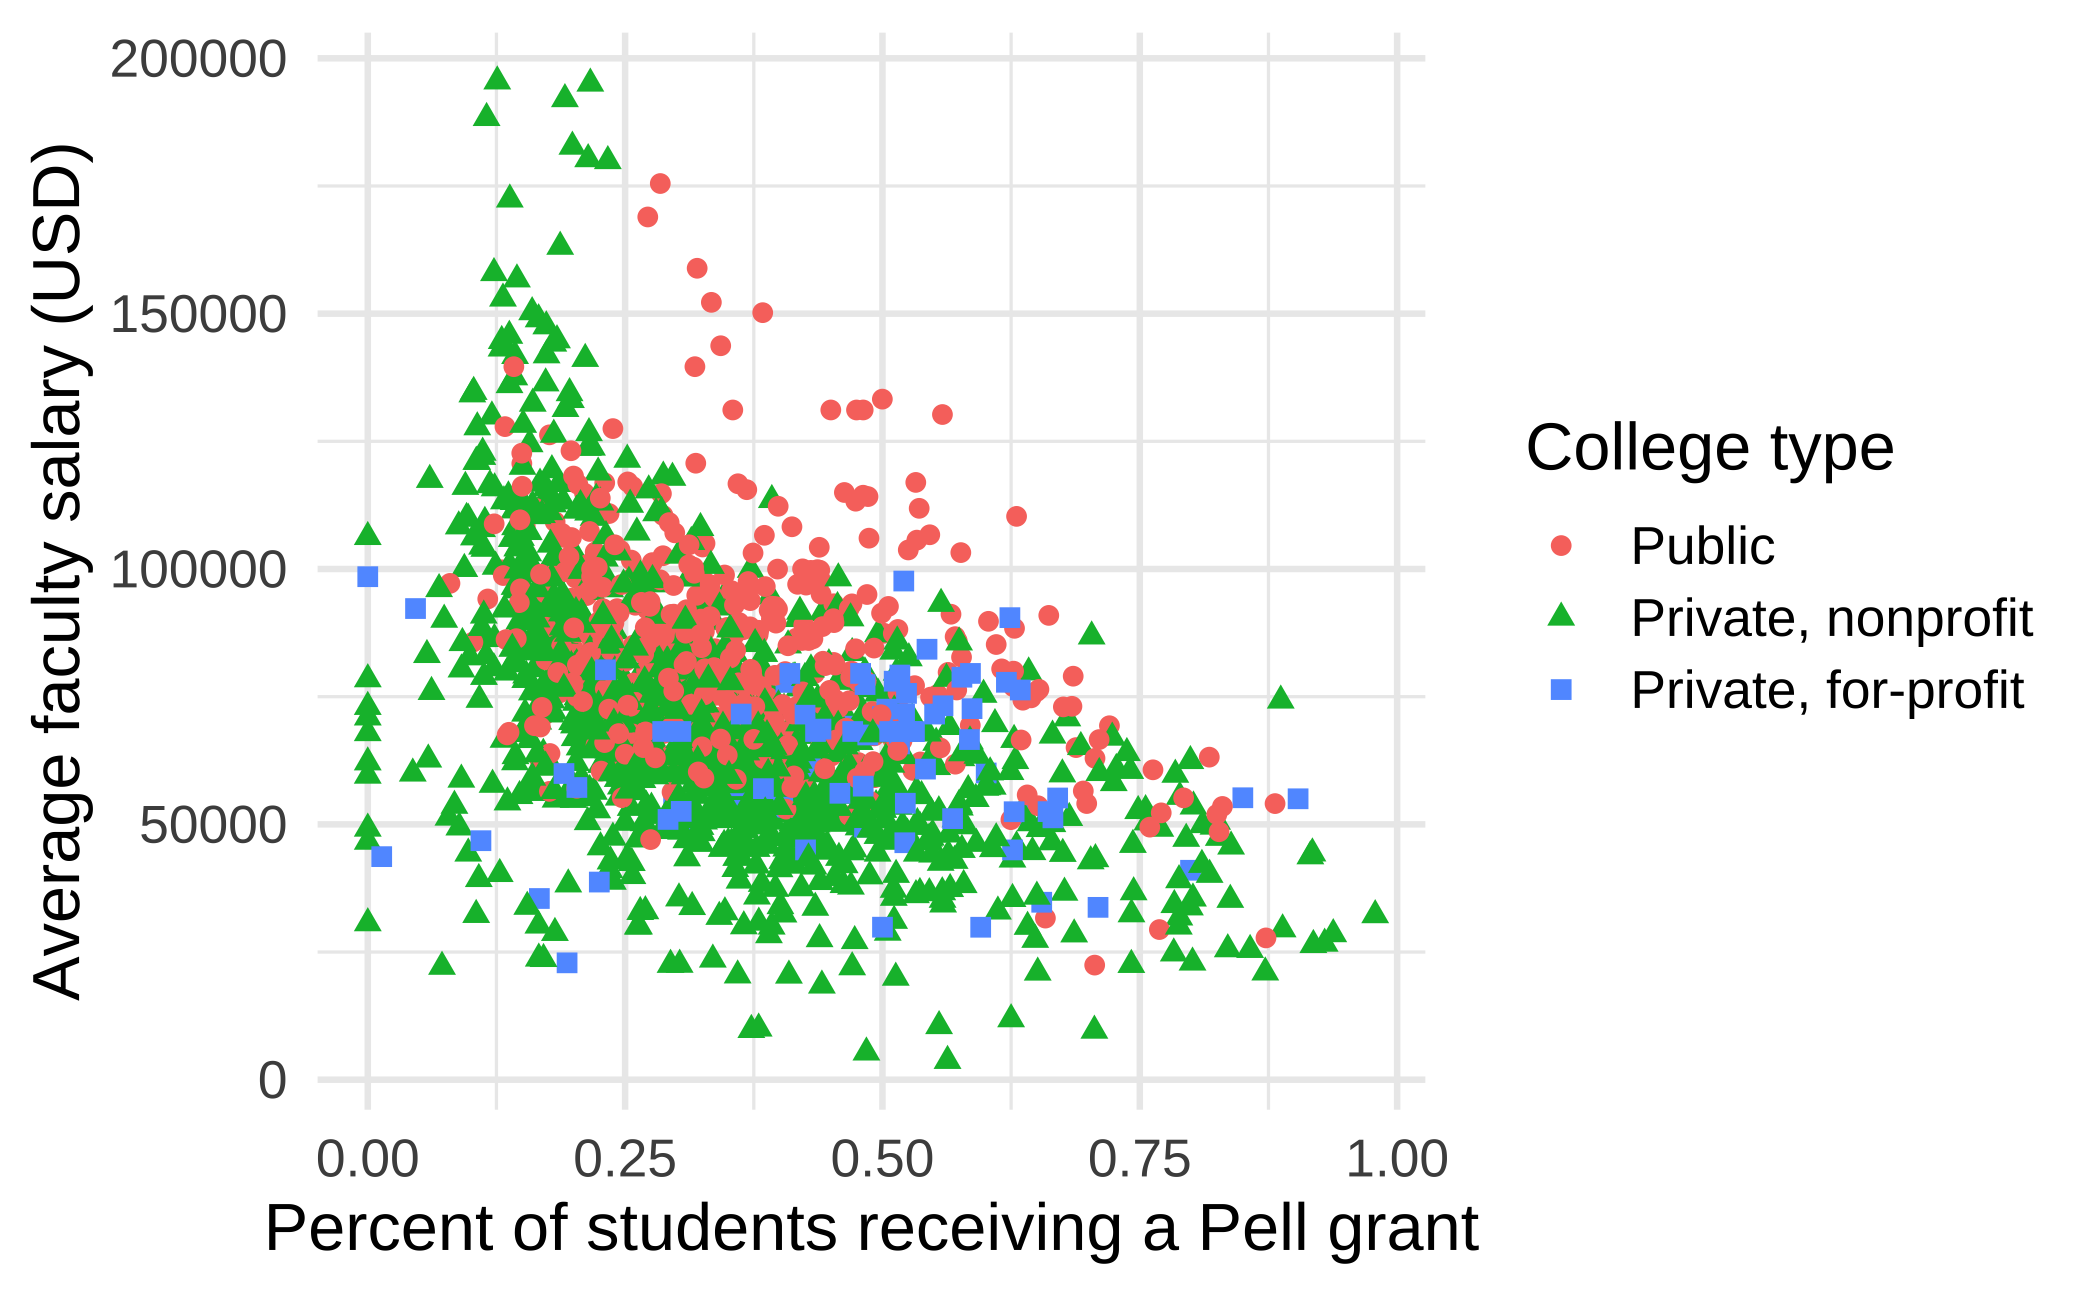 200000
150000
100000
50000
0
Average faculty salary (USD)
0.00 0.25 0.50 0.75 1.00
Percent of students receiving a Pell grant
College type
Public
Private, nonprofit
Private, for-profit